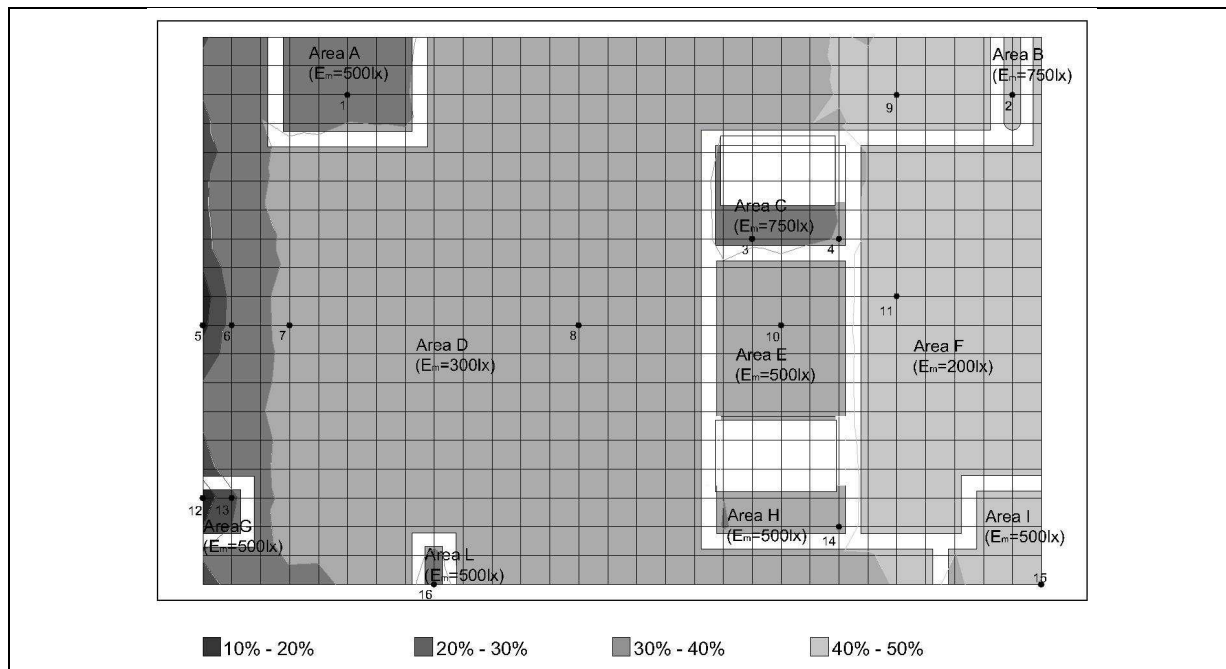 Area A
(Em=500lx)
1
Area B
(Em=750lx)
2
9
Area C
(Em=750lx)
3
4
11
5
6
7
8
10
Area D
(Em=300lx)
Area E
(Em=500lx)
Area F
(Em=200lx)
12
13
AreaG
(Em=500lx)
Area H
(Em=500lx)
14
Area I
(Em=500lx)
Area L
(Em=500lx)
16
15
10% - 20%
20% - 30%
30% - 40%
40% - 50%